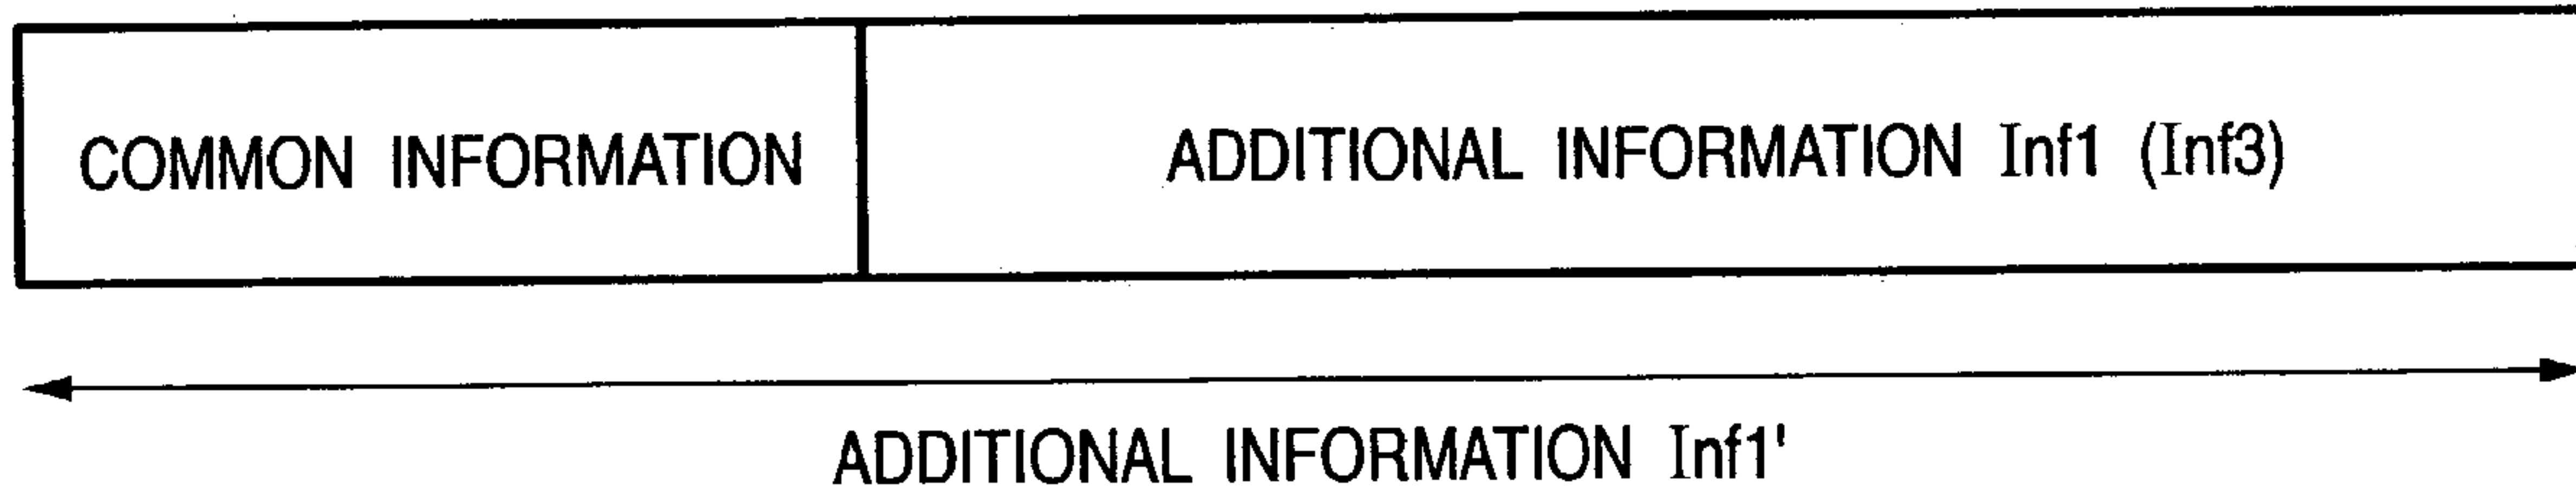 COMMON INFORMATION
ADDITIONAL INFORMATION Inf1 (Inf3)
ADDITIONAL INFORMATION Inf1'